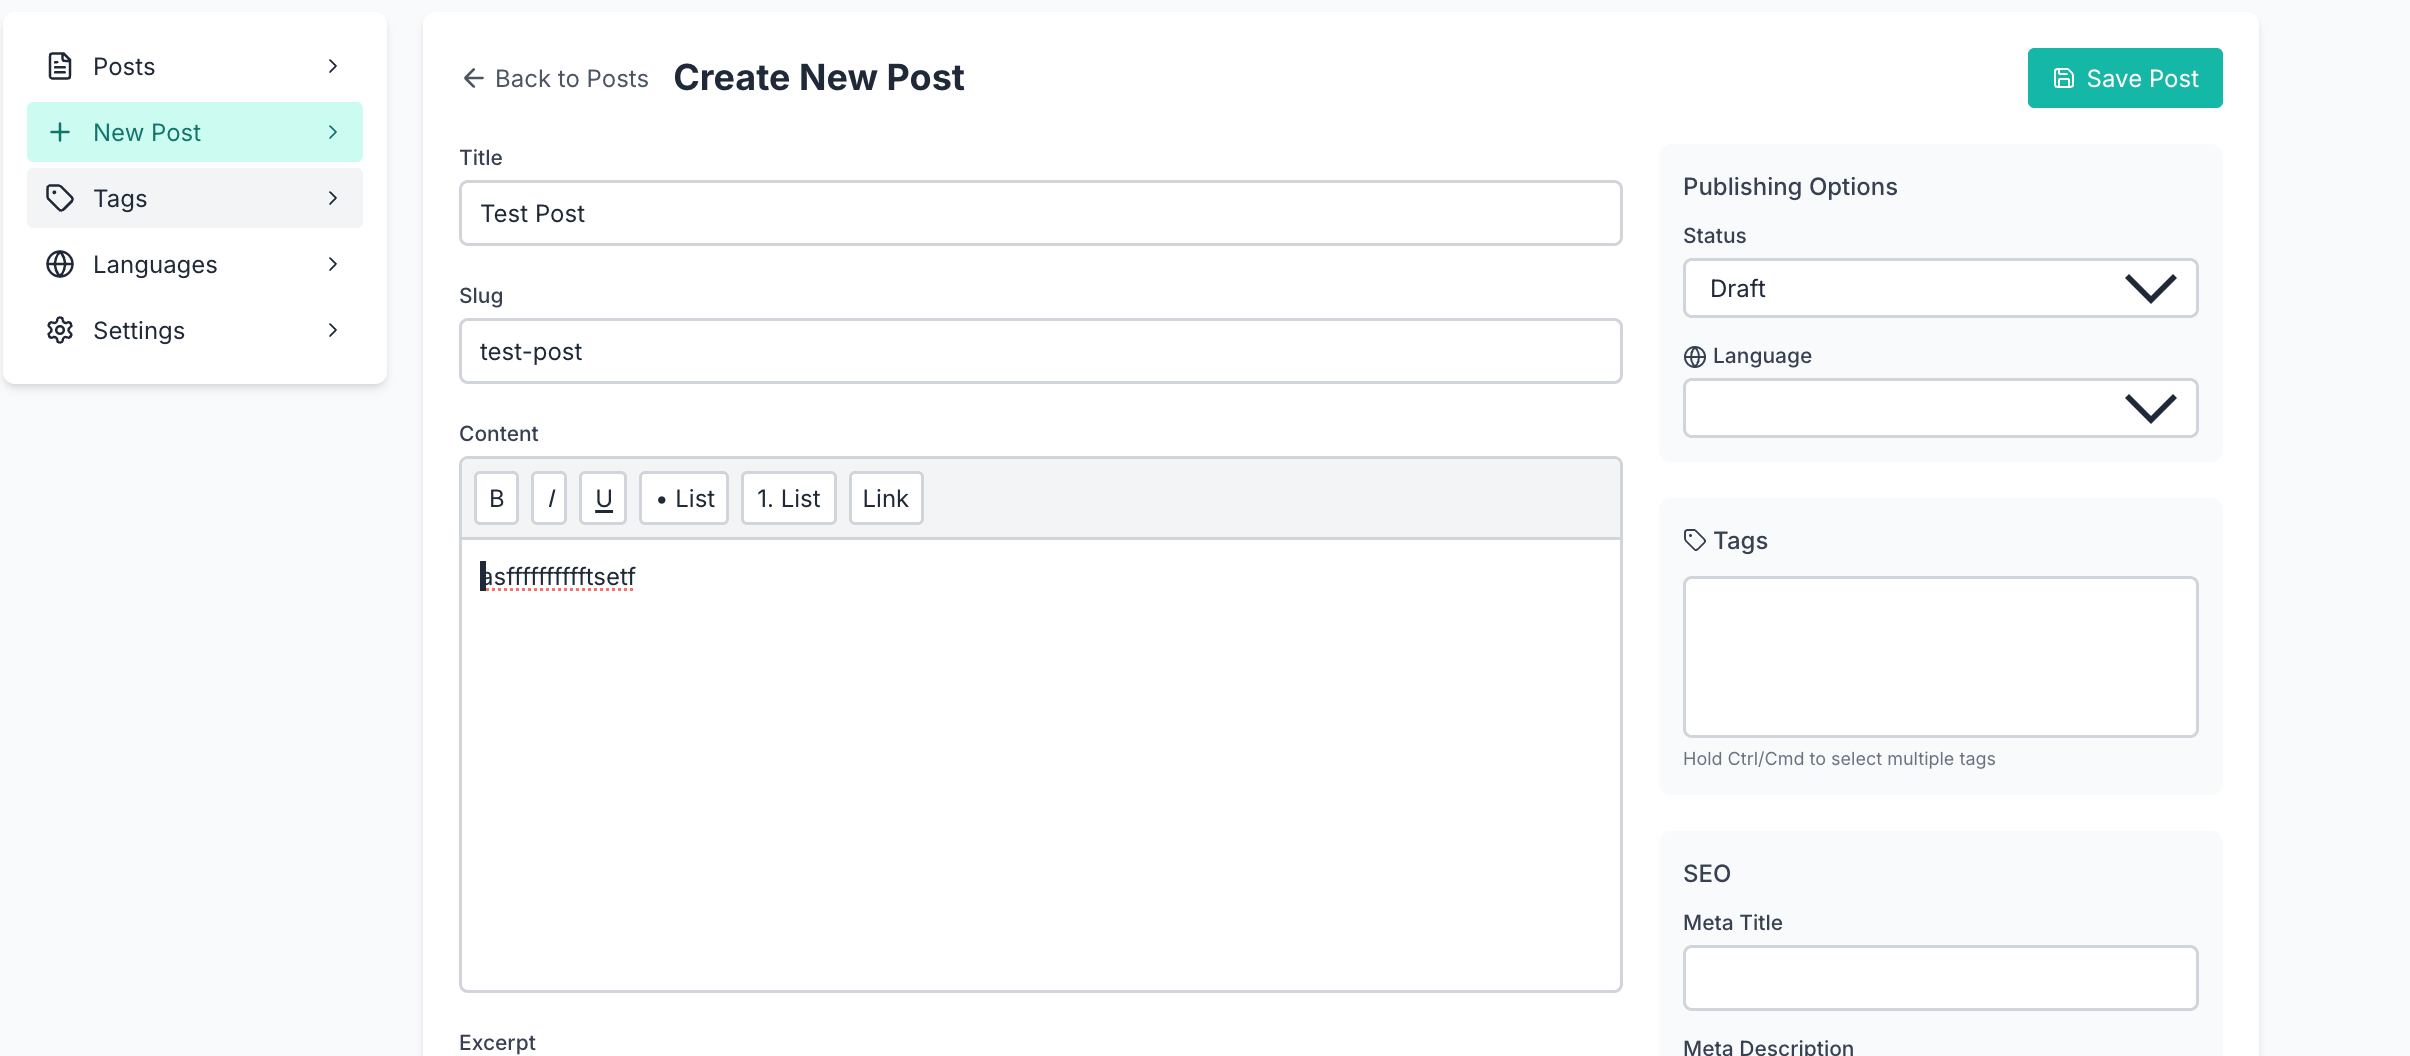 Posts
New Post
Tags
Languages
Settings
Back to Posts
Create New Post
Save Post
Title
Test Post
Slug
test-post
Content
B
I
U
• List
1. List
Link
Excerpt
Publishing Options
Status
Draft
Language
Tags
Hold Ctrl/Cmd to select multiple tags
SEO
Meta Title
Meta Description